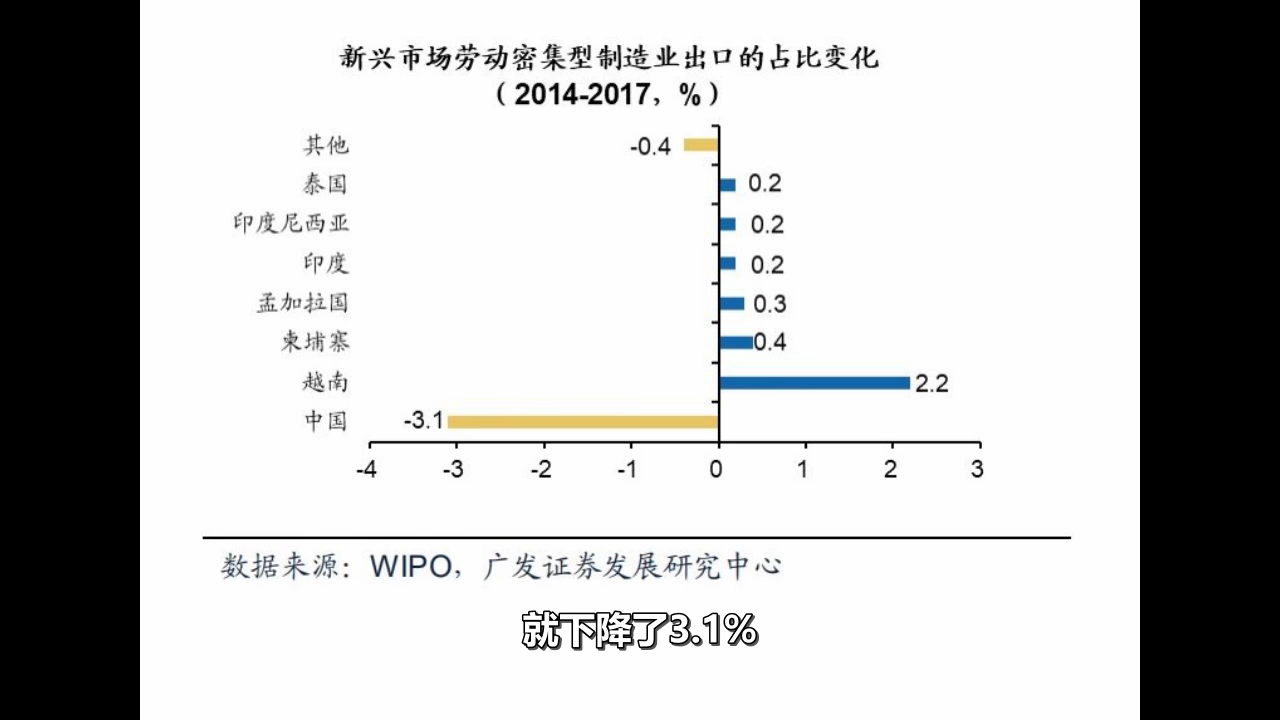 新兴市场劳动密集型制造业出口的占比变化
（2014-2017，%）
其他 -0.4
泰国 0.2
印度尼西亚 0.2
印度 0.2
孟加拉国 0.3
柬埔寨 0.4
越南 2.2
中国 -3.1
-4 -3 -2 -1 0 1 2 3
数据来源：WIPO，广发证券发展研究中心
就下降了3.1%